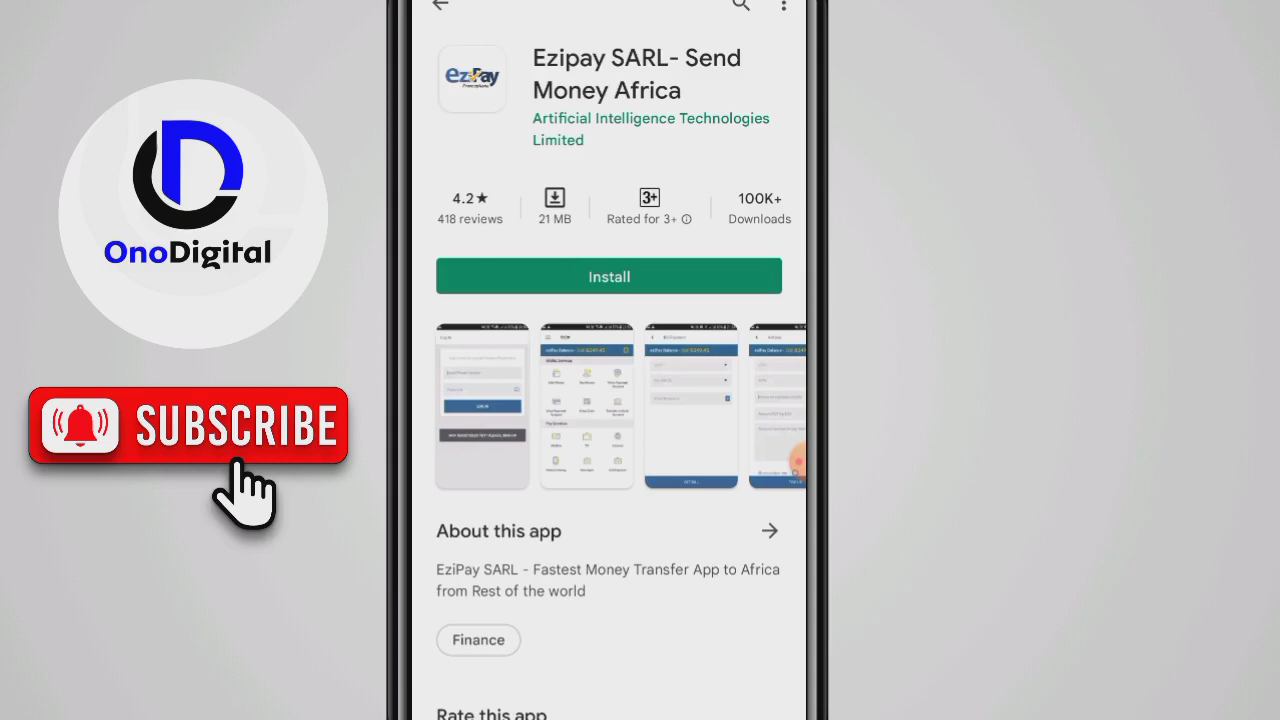 Ezipay SARL- Send
Money Africa
Artificial Intelligence Technologies
Limited
eziPay
4.2★
418 reviews
21 MB
3+
Rated for 3+
100K+
Downloads
Install
OnoDigital
SUBSCRIBE
About this app
EziPay SARL - Fastest Money Transfer App to Africa
from Rest of the world
Finance
Rate this app